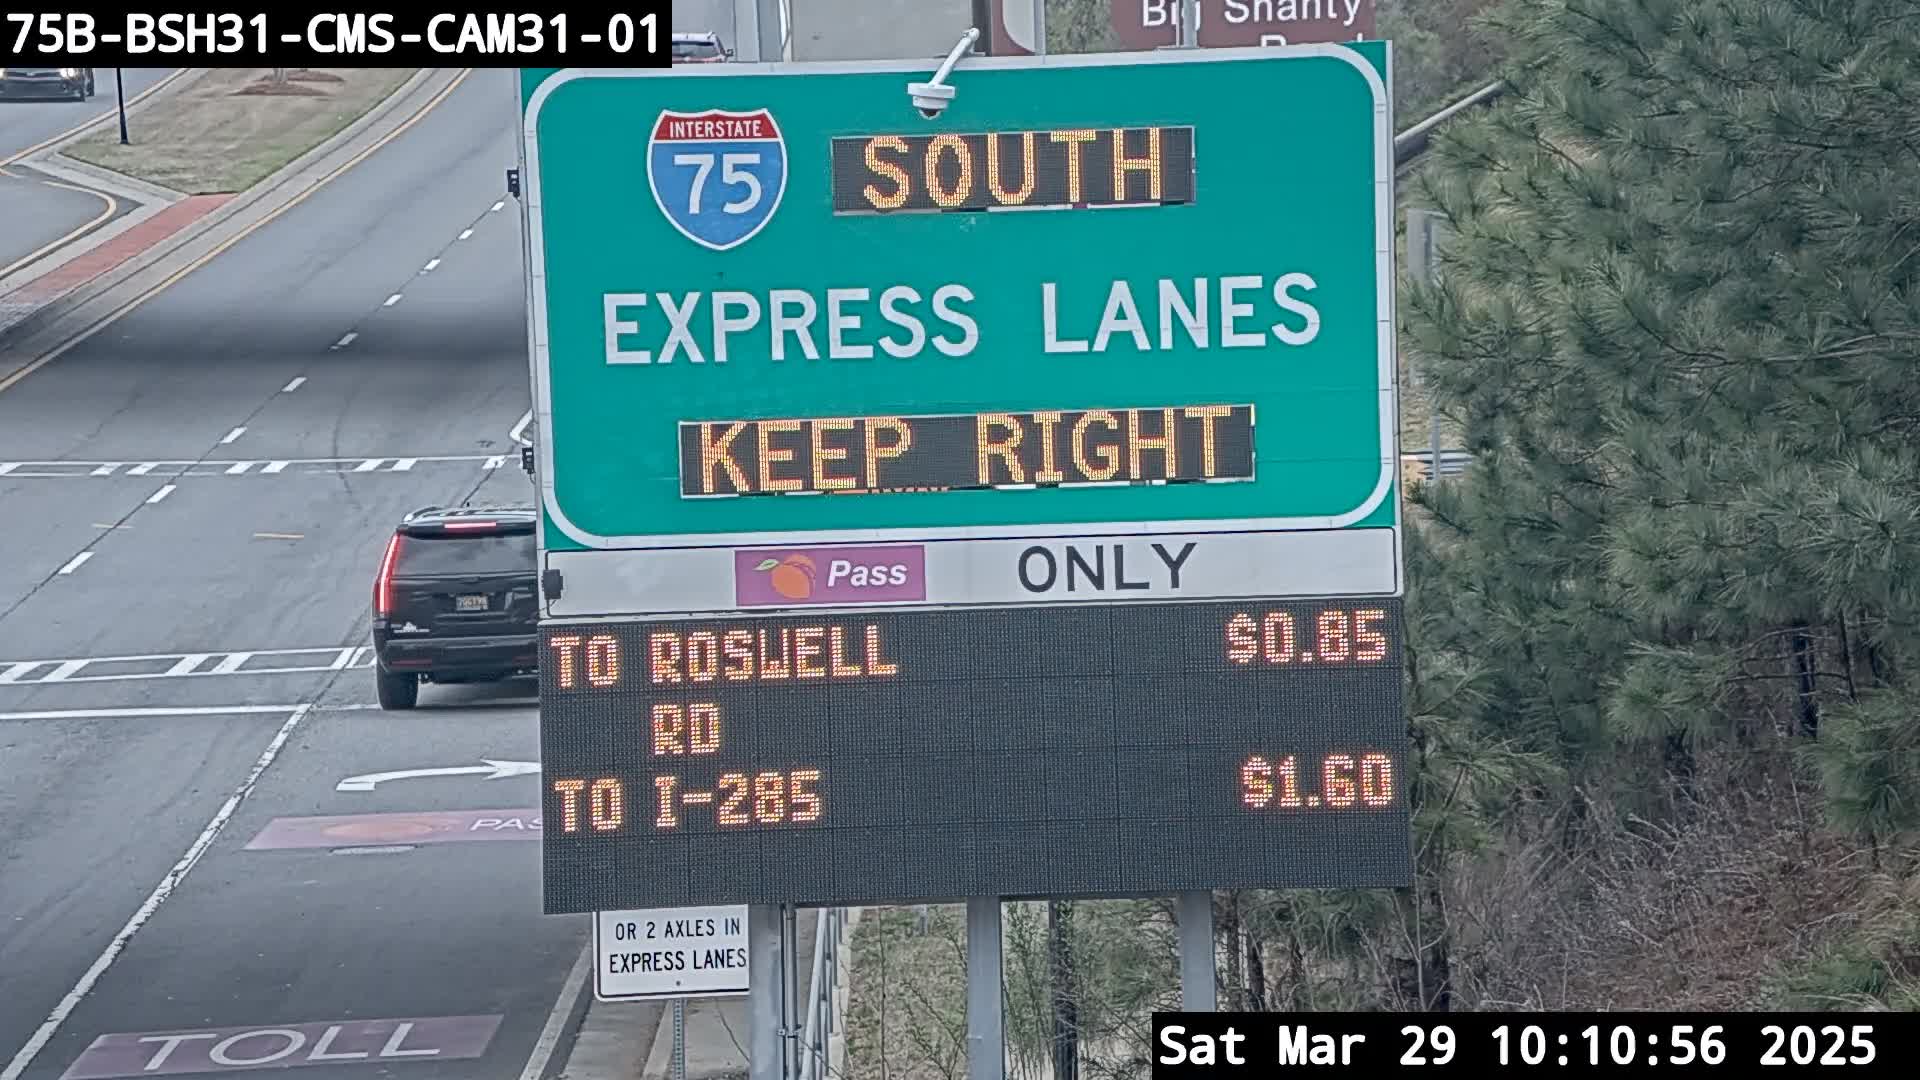 75B-BSH31-CMS-CAM31-01
Big Shanty
INTERSTATE
75
SOUTH
EXPRESS LANES
KEEP RIGHT
Pass ONLY
TO ROSWELL $0.85
RD
TO I-285 $1.60
OR 2 AXLES IN
EXPRESS LANES
TOLL
Sat Mar 29 10:10:56 2025